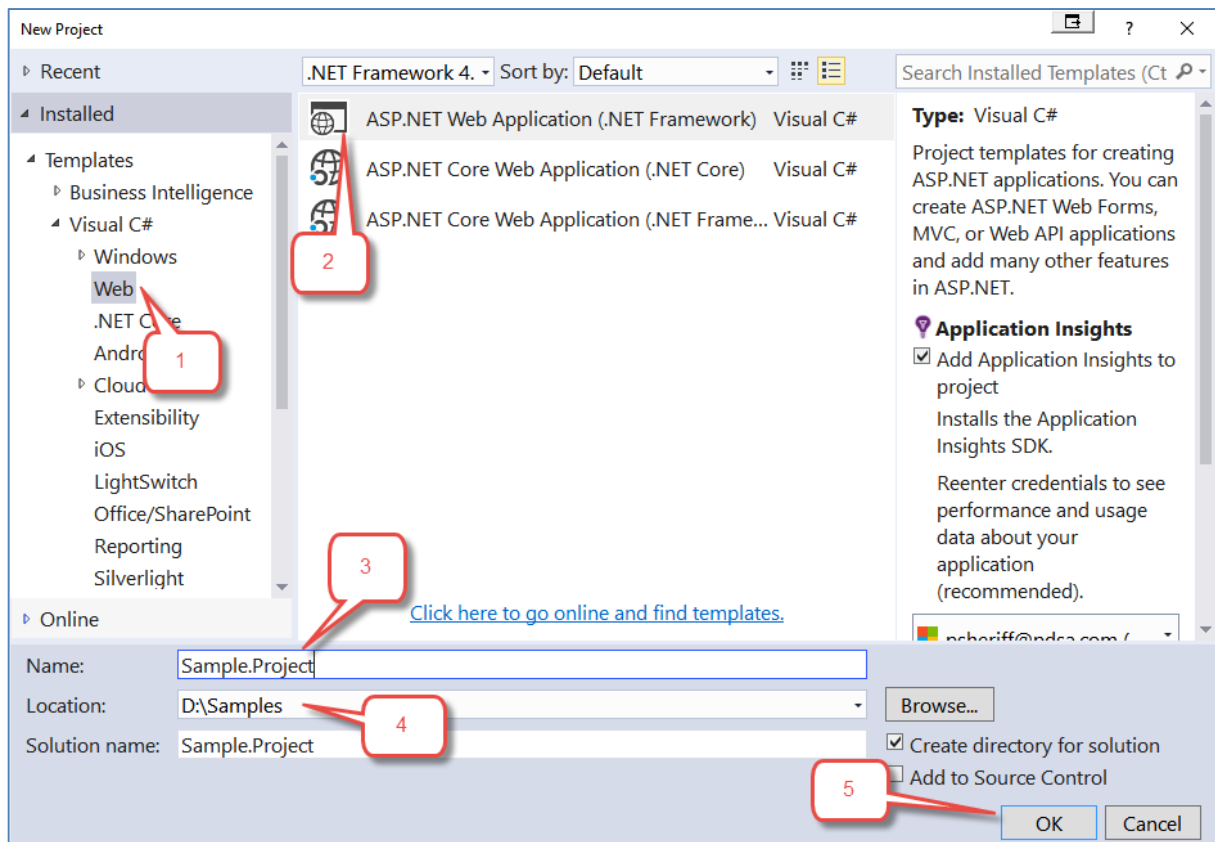 New Project
?
Recent
.NET Framework 4.
Sort by: Default
Search Installed Templates (Ct
Installed
Templates
Business Intelligence
Visual C#
Windows
Web
.NET
1
Cloud
Extensibility
iOS
LightSwitch
Office/SharePoint
Reporting
Silverlight
Online
ASP.NET Web Application (.NET Framework) Visual C#
ASP.NET Core Web Application (.NET Core) Visual C#
ASP.NET Core Web Application (.NET Frame... Visual C#
2
3
Click here to go online and find templates.
Type: Visual C#
Project templates for creating
ASP.NET applications. You can
create ASP.NET Web Forms,
MVC, or Web API applications
and add many other features
in ASP.NET.
Application Insights
Add Application Insights to
project
Installs the Application
Insights SDK.
Reenter credentials to see
performance and usage
data about your
application
(recommended).
Name: Sample.Project
Location: D:\Samples
4
Browse...
Solution name: Sample.Project
Create directory for solution
Add to Source Control
5
OK
Cancel